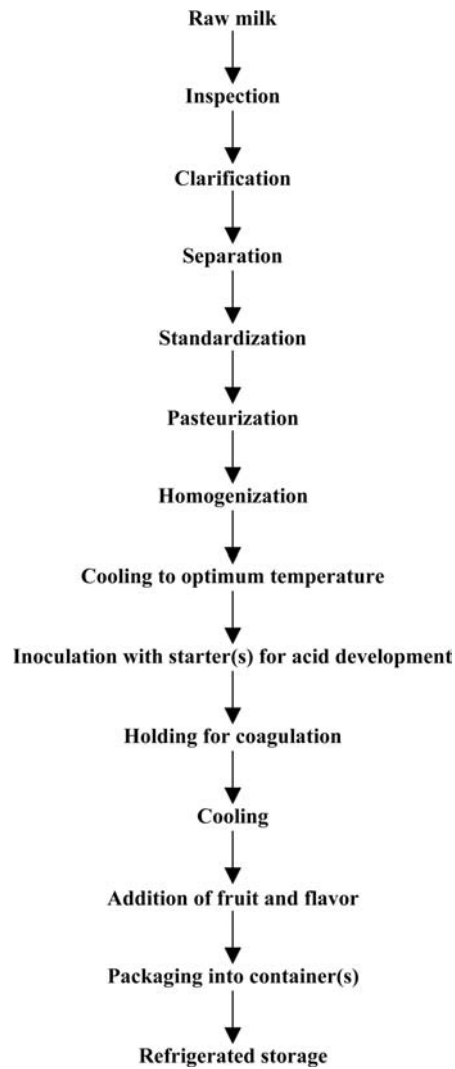 Raw milk
Inspection
Clarification
Separation
Standardization
Pasteurization
Homogenization
Cooling to optimum temperature
Inoculation with starter(s) for acid development
Holding for coagulation
Cooling
Addition of fruit and flavor
Packaging into container(s)
Refrigerated storage